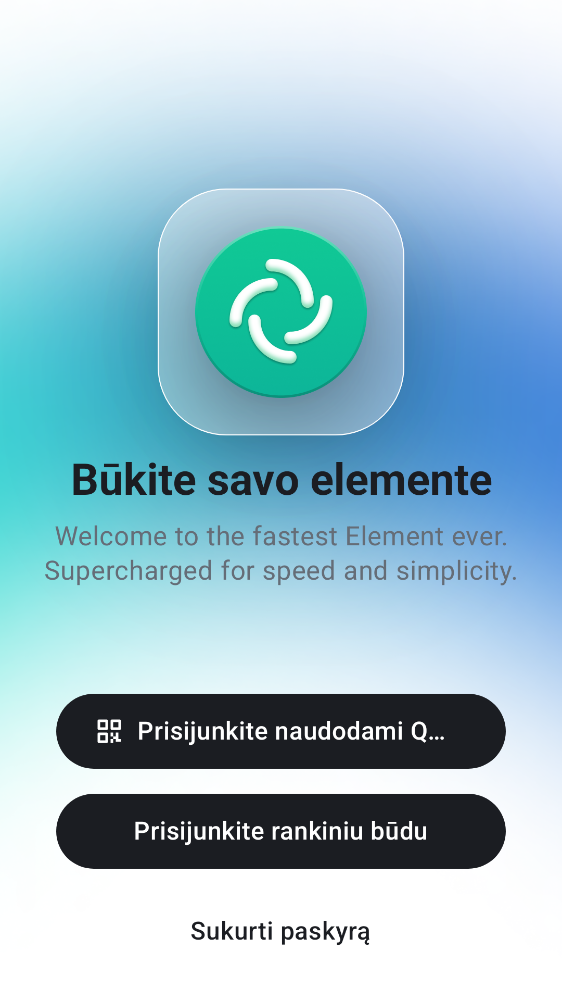 Būkite savo elemente
Welcome to the fastest Element ever.
Supercharged for speed and simplicity.
Prisijunkite naudodami Q...
Prisijunkite rankiniu būdu
Sukurti paskyrą